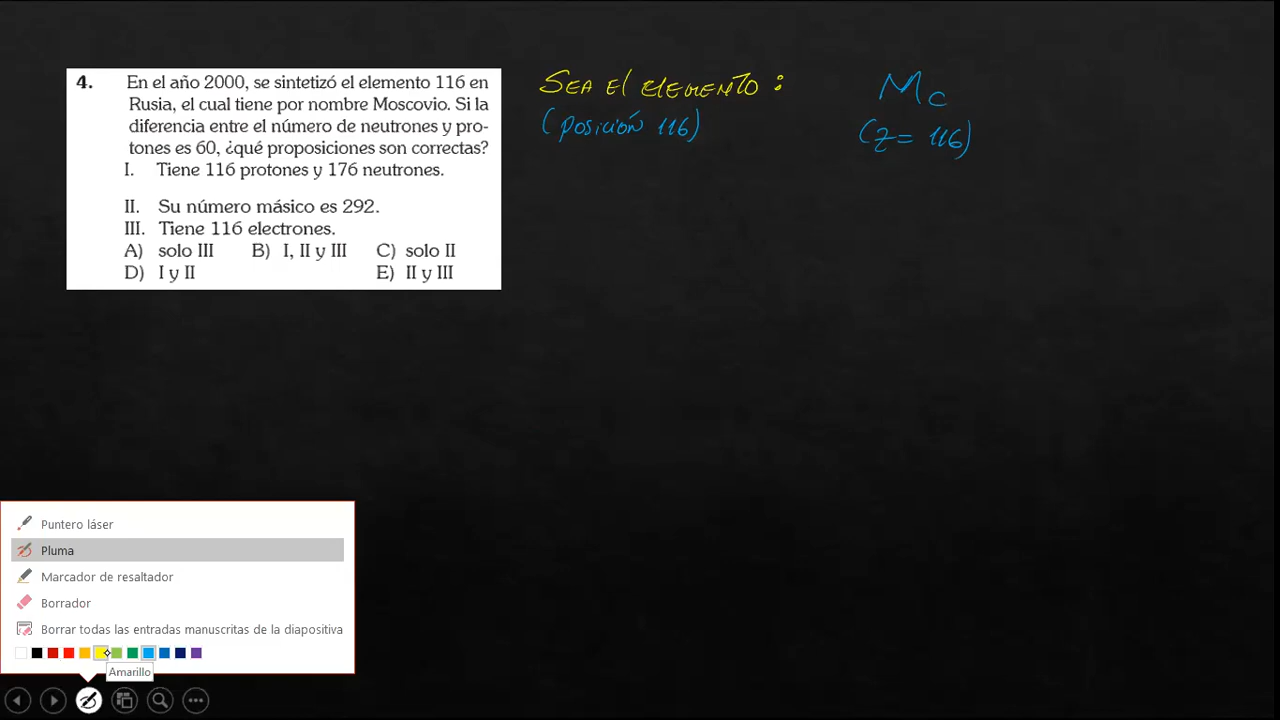 4. En el año 2000, se sintetizó el elemento 116 en
Rusia, el cual tiene por nombre Moscovio. Si la
diferencia entre el número de neutrones y pro-
tones es 60, ¿qué proposiciones son correctas?
I. Tiene 116 protones y 176 neutrones.
II. Su número másico es 292.
III. Tiene 116 electrones.
A) solo III B) I, II y III C) solo II
D) I y II E) II y III
SEA EL ELEMENTO :
(posición 116)
Mc
(Z = 116)
Puntero láser
Pluma
Marcador de resaltador
Borrador
Borrar todas las entradas manuscritas de la diapositiva
Amarillo